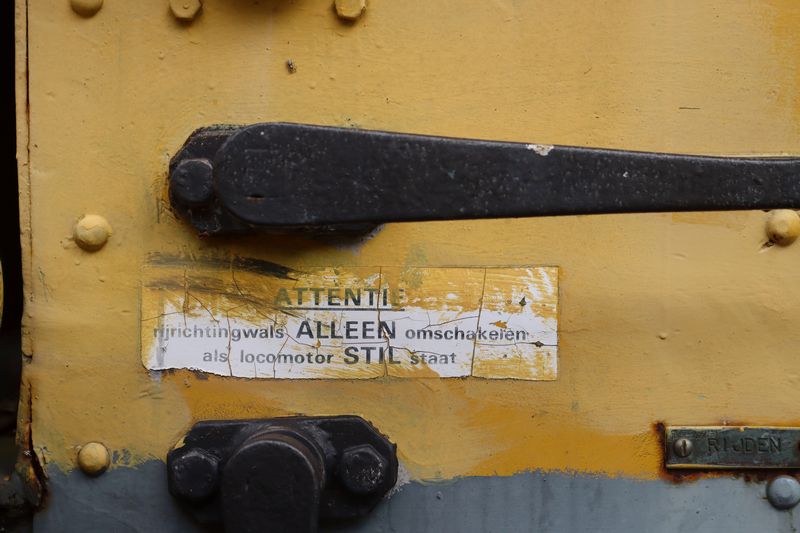 ATTENTIE
rijrichtingwals ALLEEN omschakelen
als locomotor STIL staat
RIJDEN